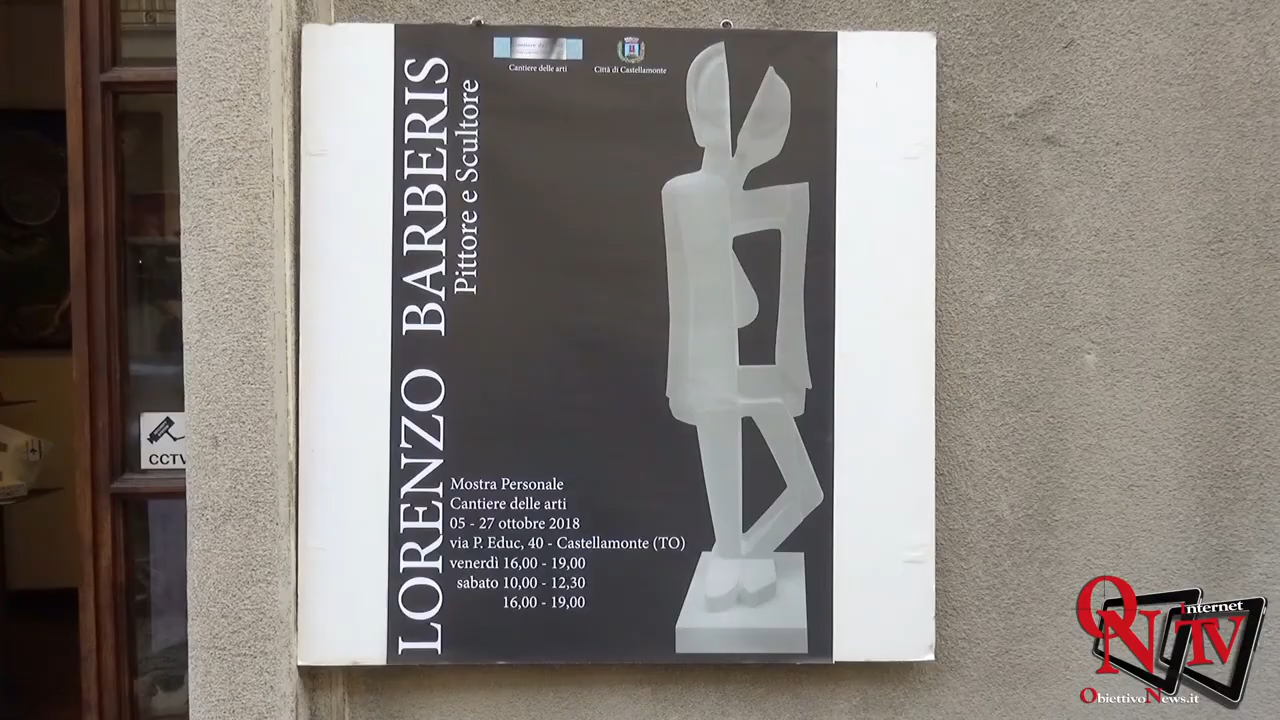 Cantiere delle arti
Città di Castellamonte
LORENZO BARBERIS
Pittore e Scultore
Mostra Personale
Cantiere delle arti
05 - 27 ottobre 2018
via P. Educ, 40 - Castellamonte (TO)
venerdì 16,00 - 19,00
sabato 10,00 - 12,30
16,00 - 19,00
CCTV
QN Internet TV
ObiettivoNews.it